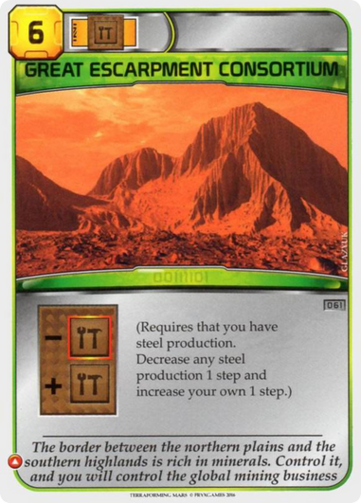 6
GREAT ESCARPMENT CONSORTIUM
061
(Requires that you have
steel production.
Decrease any steel
production 1 step and
increase your own 1 step.)
−
+
The border between the northern plains and the
southern highlands is rich in minerals. Control it,
and you will control the global mining business
TERRAFORMING MARS © FRYXGAMES 2016